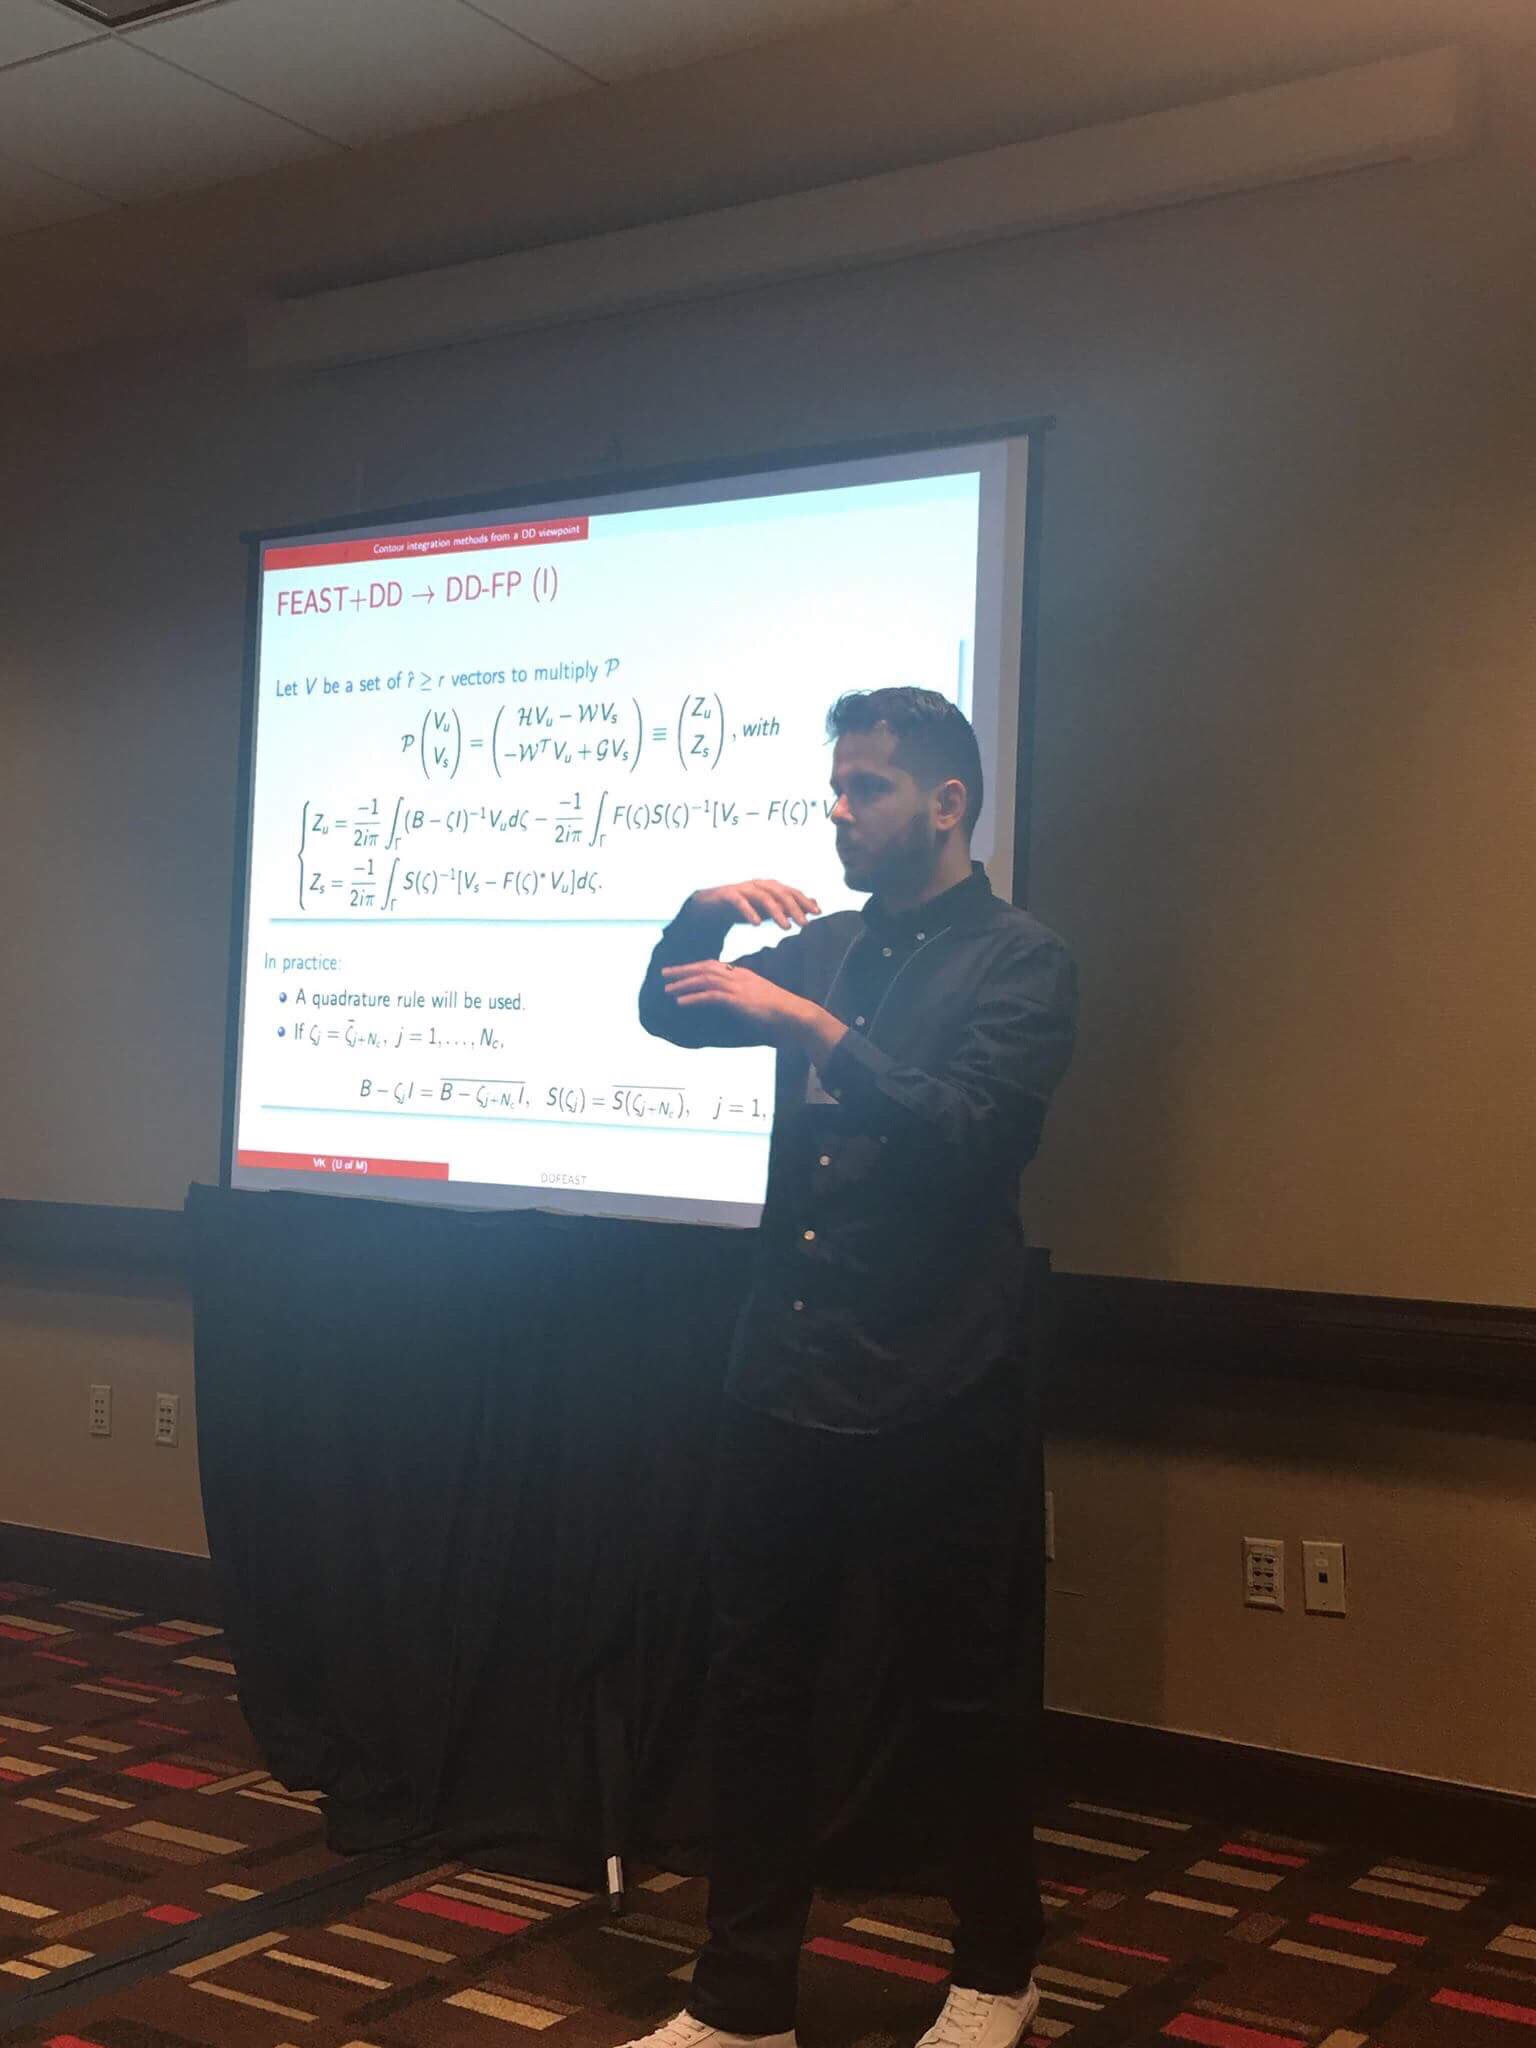 Contour integration methods from a DD viewpoint
FEAST+DD → DD-FP (I)
Let V be a set of r̂ ≥ r vectors to multiply 𝒫
𝒫 (V_u V_s) = (ℋV_u − 𝒲V_s −𝒲^T V_u + 𝒢V_s) ≡ (Z_u Z_s), with
Z_u = −1/2iπ ∫_Γ (B − ζI)^−1 V_u dζ − −1/2iπ ∫_Γ F(ζ)S(ζ)^−1 [V_s − F(ζ)* V
Z_s = −1/2iπ ∫_Γ S(ζ)^−1 [V_s − F(ζ)* V_u]dζ.
In practice:
• A quadrature rule will be used.
• If ζ_j = ζ̄_{j+N_c}, j = 1, . . . , N_c,
B − ζ_j I = \overline{B − ζ_{j+N_c} I}, S(ζ_j) = \overline{S(ζ_{j+N_c})}, j = 1, .
VK (U of M)
DDFEAST